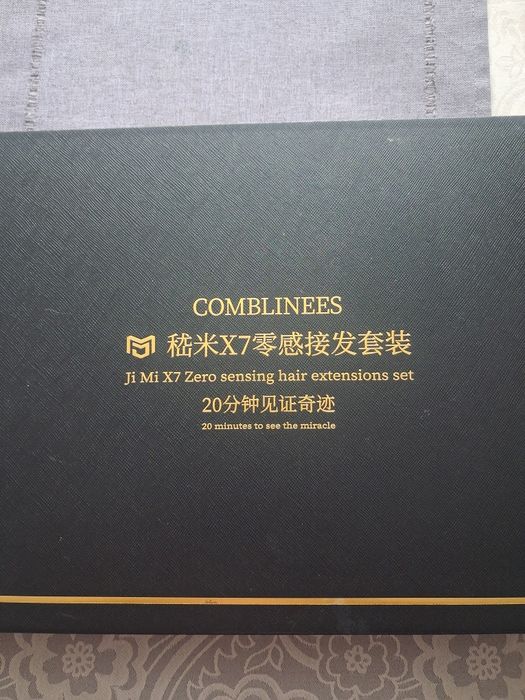 COMBLINEES
嵇米X7零感接发套装
Ji Mi X7 Zero sensing hair extensions set
20分钟见证奇迹
20 minutes to see the miracle